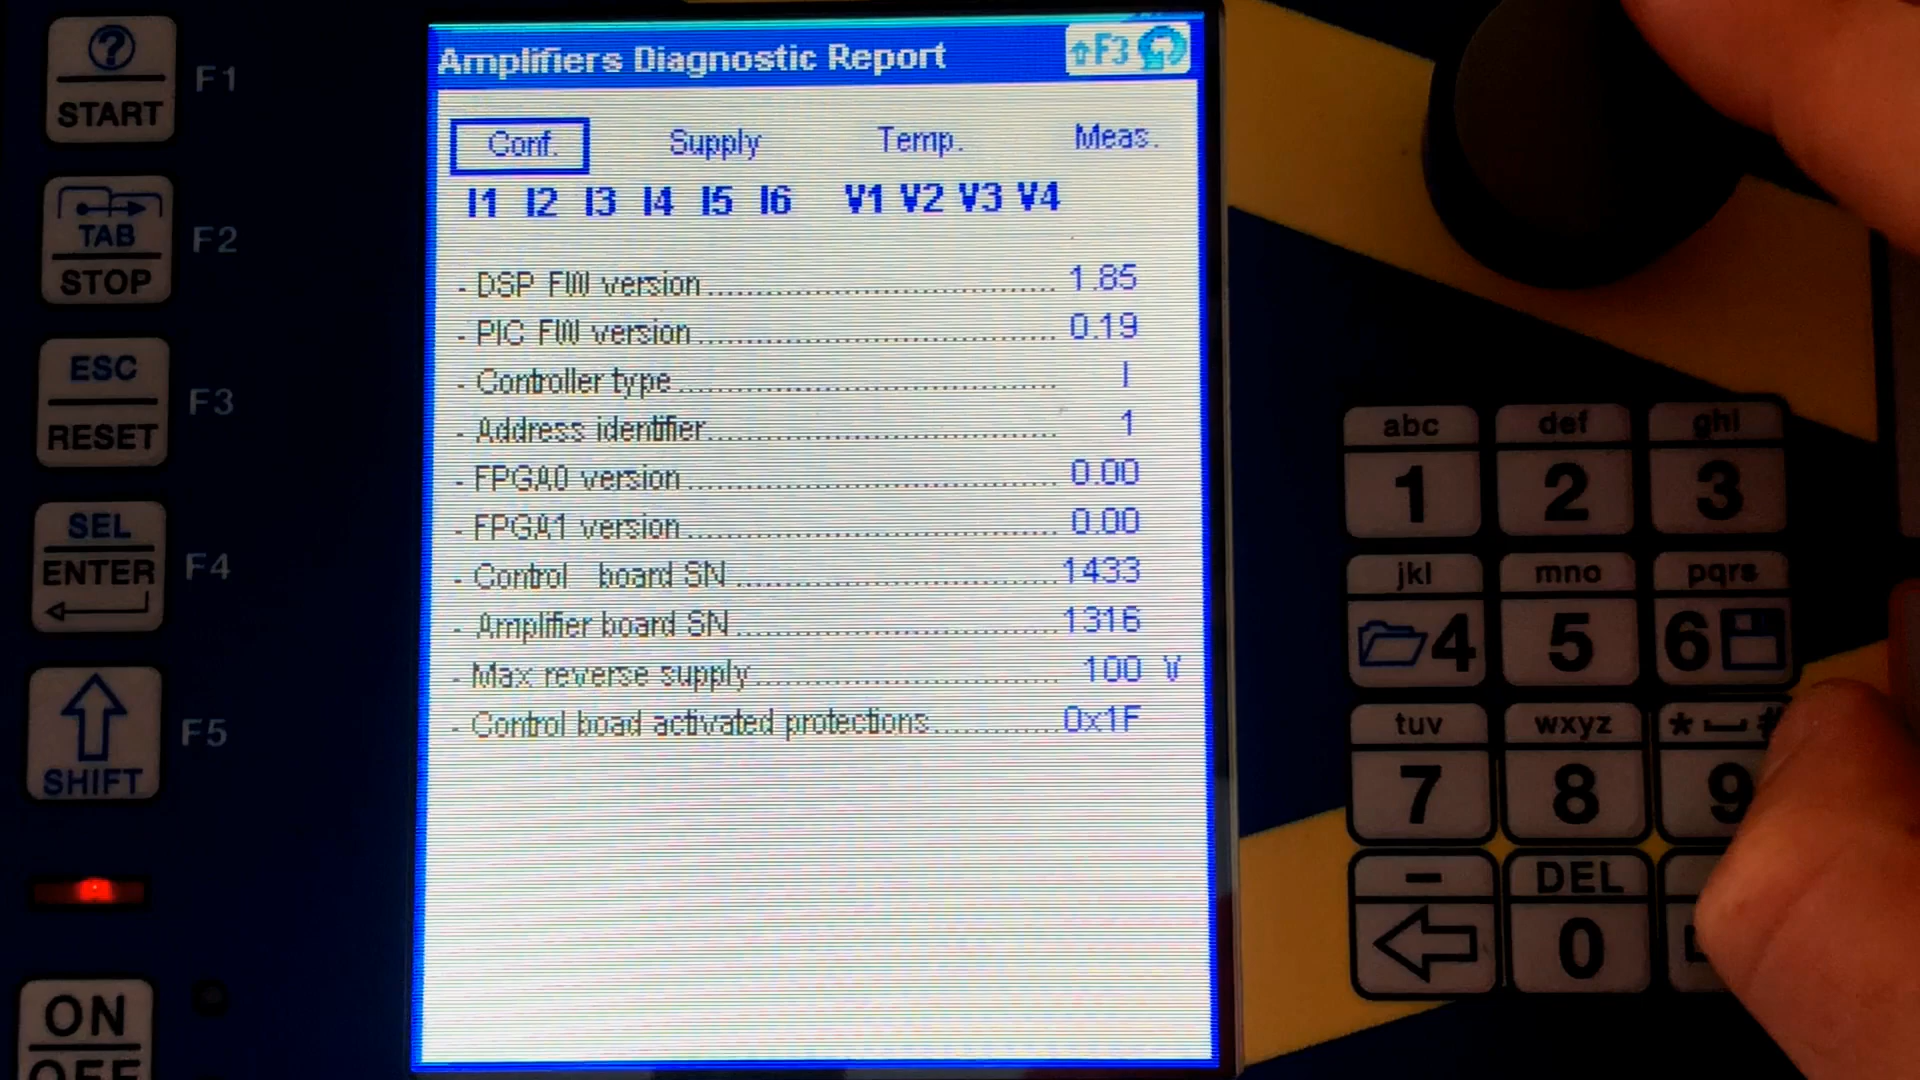 Amplifiers Diagnostic Report ⇧F3
Conf. Supply Temp. Meas.
I1 I2 I3 I4 I5 I6 V1 V2 V3 V4
- DSP FW version 1.85
- PIC FW version 0.19
- Controller type I
- Address identifier 1
- FPGA0 version 0.00
- FPGA1 version 0.00
- Control board SN 1433
- Amplifier board SN 1316
- Max reverse supply 100 V
- Control boad activated protections 0x1F
? START F1
TAB STOP F2
ESC RESET F3
SEL ENTER F4
SHIFT F5
ON OFF
abc def ghi
1 2 3
jkl mno pqrs
4 5 6
tuv wxyz * #
7 8 9
- DEL
0